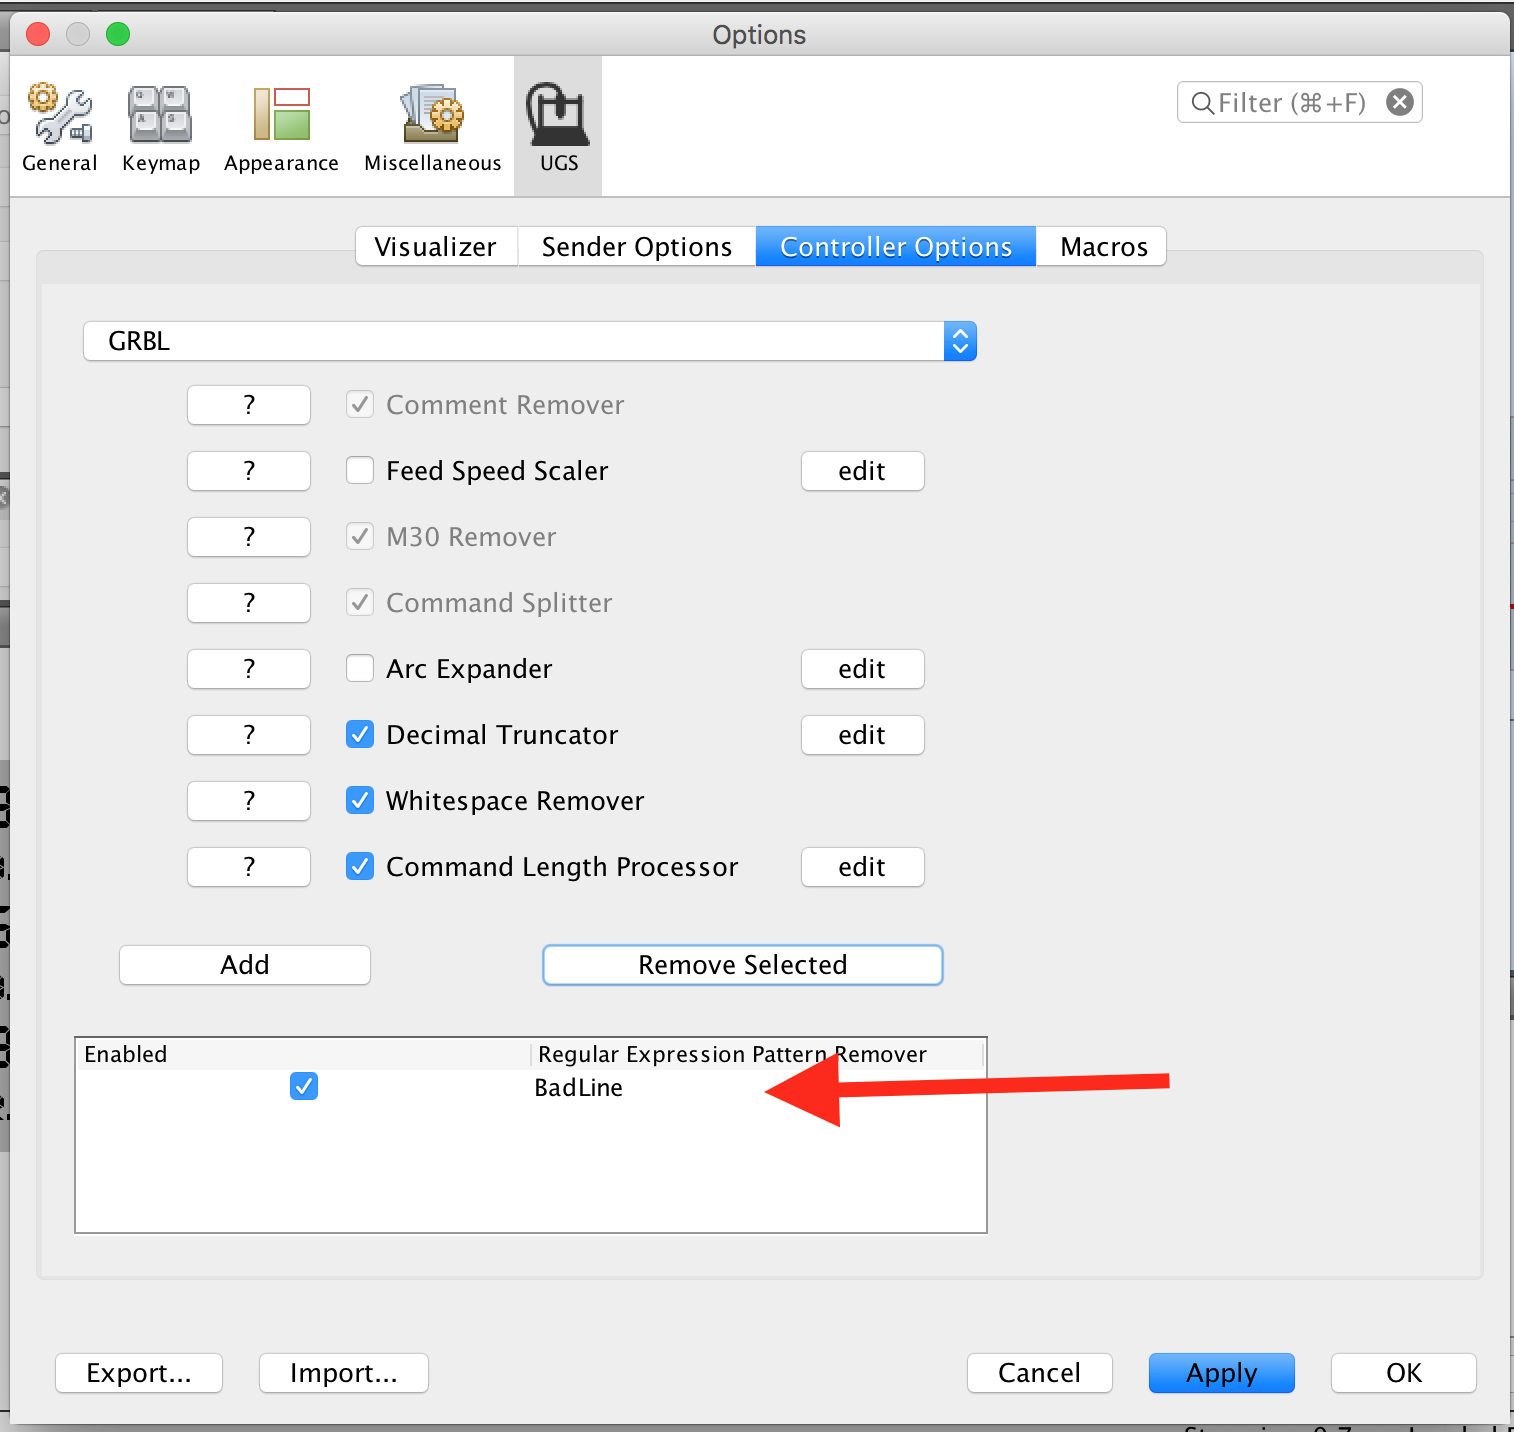 Options
General Keymap Appearance Miscellaneous UGS
Filter (⌘+F)
Visualizer Sender Options Controller Options Macros
GRBL
? Comment Remover
? Feed Speed Scaler edit
? M30 Remover
? Command Splitter
? Arc Expander edit
? Decimal Truncator edit
? Whitespace Remover
? Command Length Processor edit
Add Remove Selected
Enabled Regular Expression Pattern Remover
BadLine
Export... Import... Cancel Apply OK